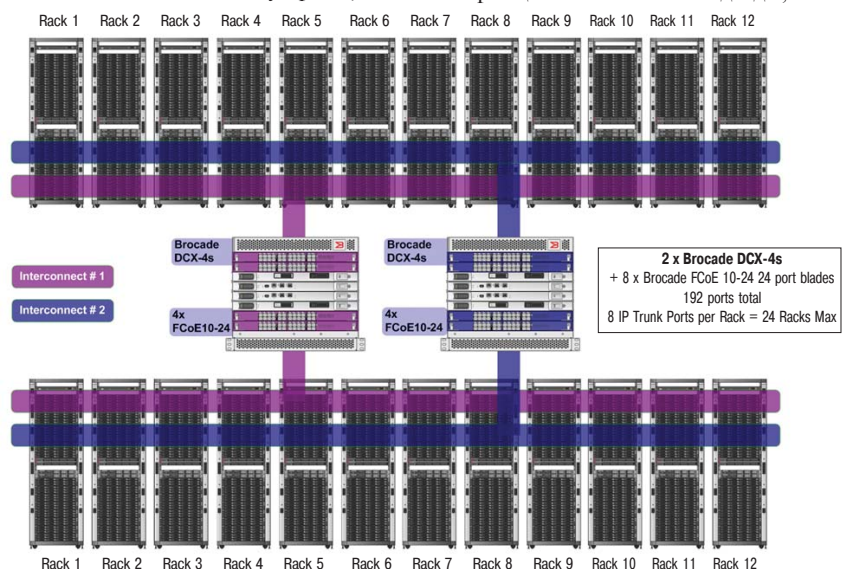 Rack 1 Rack 2 Rack 3 Rack 4 Rack 5 Rack 6 Rack 7 Rack 8 Rack 9 Rack 10 Rack 11 Rack 12
Brocade
DCX-4s
Brocade
DCX-4s
Interconnect # 1
Interconnect # 2
4x
FCoE10-24
4x
FCoE10-24
2 x Brocade DCX-4s
+ 8 x Brocade FCoE 10-24 24 port blades
192 ports total
8 IP Trunk Ports per Rack = 24 Racks Max
Rack 1 Rack 2 Rack 3 Rack 4 Rack 5 Rack 6 Rack 7 Rack 8 Rack 9 Rack 10 Rack 11 Rack 12